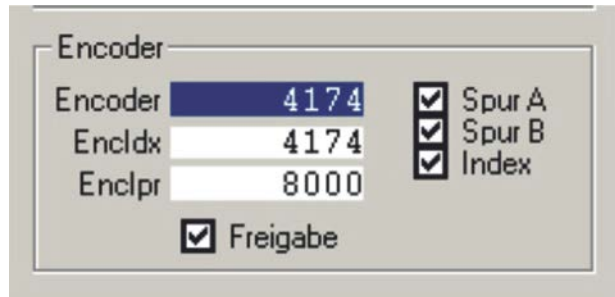 Encoder
Encoder 4174 Spur A
EncIdx 4174 Spur B
EncIpr 8000 Index
Freigabe